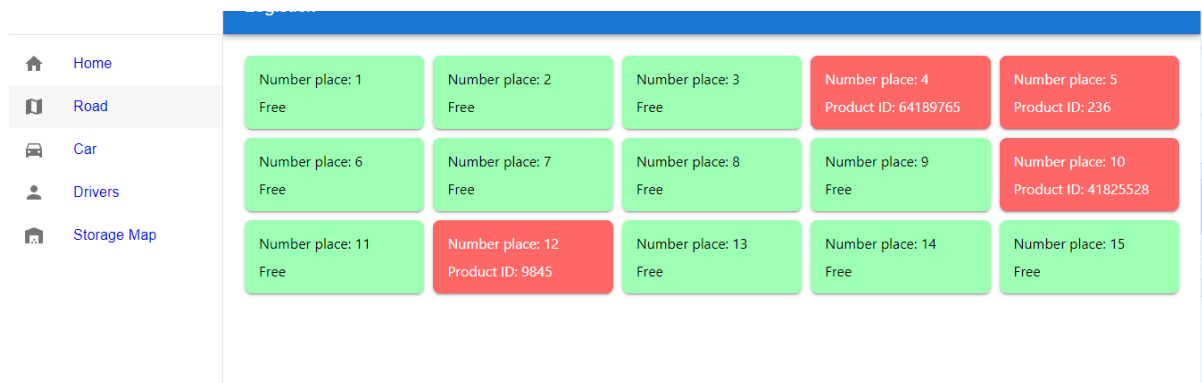 Home
Road
Car
Drivers
Storage Map
Number place: 1
Free
Number place: 2
Free
Number place: 3
Free
Number place: 4
Product ID: 64189765
Number place: 5
Product ID: 236
Number place: 6
Free
Number place: 7
Free
Number place: 8
Free
Number place: 9
Free
Number place: 10
Product ID: 41825528
Number place: 11
Free
Number place: 12
Product ID: 9845
Number place: 13
Free
Number place: 14
Free
Number place: 15
Free